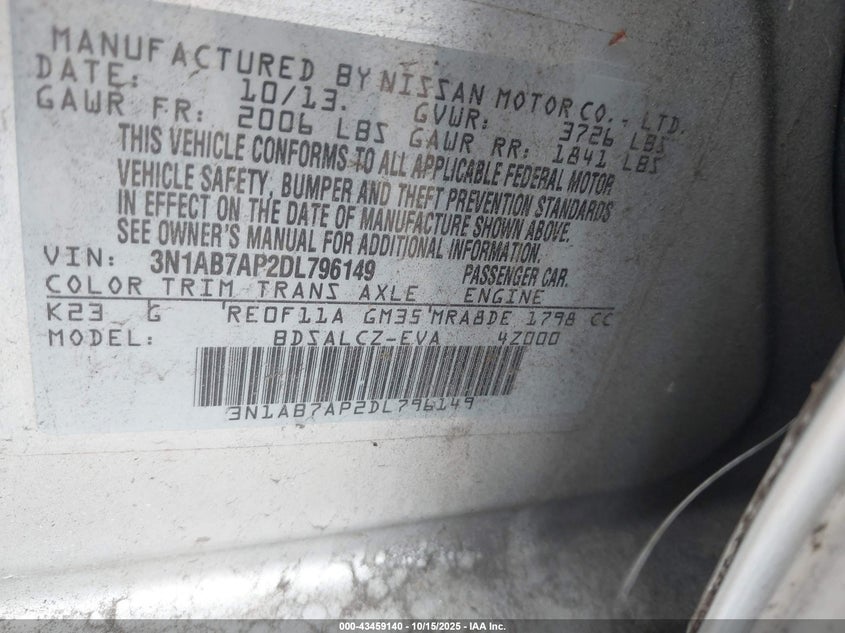 MANUFACTURED BY NISSAN MOTOR CO., LTD.
DATE: 10/13. GVWR: 3726 LBS
GAWR FR: 2006 LBS GAWR RR: 1841 LBS
THIS VEHICLE CONFORMS TO ALL APPLICABLE FEDERAL MOTOR
VEHICLE SAFETY, BUMPER AND THEFT PREVENTION STANDARDS
IN EFFECT ON THE DATE OF MANUFACTURE SHOWN ABOVE.
SEE OWNER'S MANUAL FOR ADDITIONAL INFORMATION.
VIN: 3N1AB7AP2DL796149 PASSENGER CAR.
COLOR TRIM TRANS AXLE ENGINE
K23 G RE0F11A GM35 MRA8DE 1798 CC
MODEL: BDSALCZ-EVA 4Z000
3N1AB7AP2DL796149
000-43459140 - 10/15/2025 - IAA Inc.